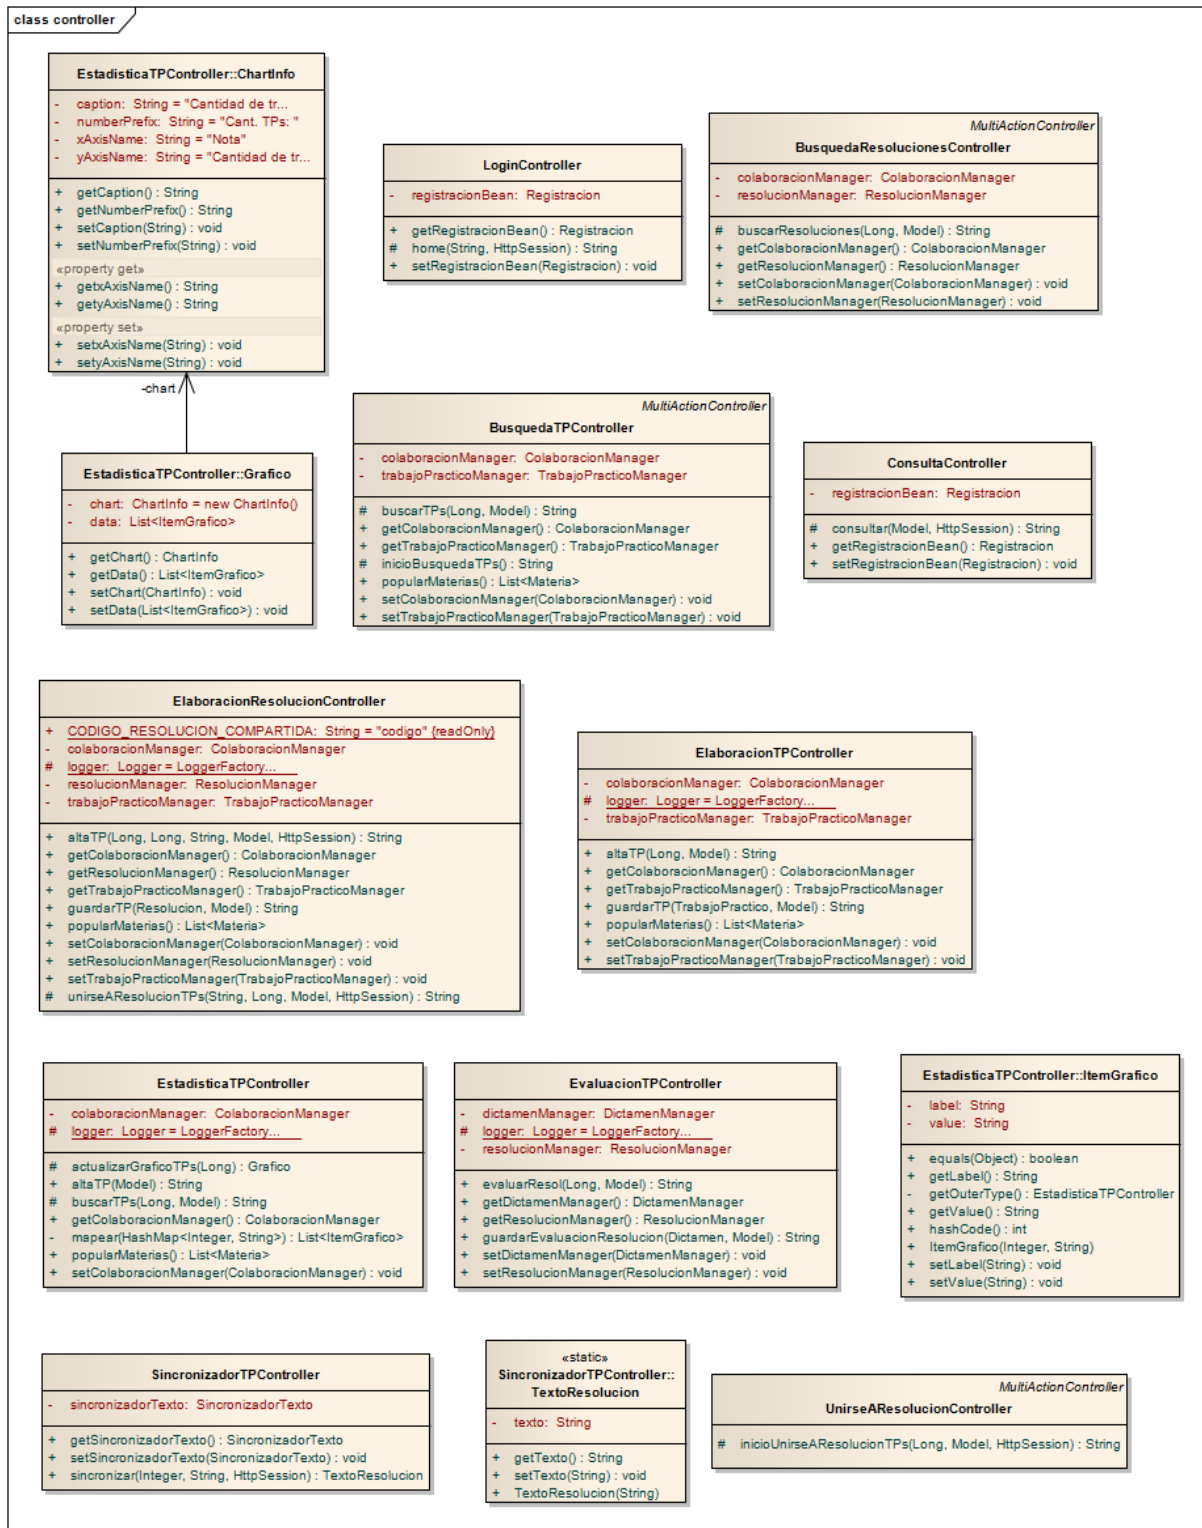 class controller
EstadisticaTPController::ChartInfo
- caption: String = "Cantidad de tr...
- numberPrefix: String = "Cant. TPs: "
- xAxisName: String = "Nota"
- yAxisName: String = "Cantidad de tr...
+ getCaption() : String
+ getNumberPrefix() : String
+ setCaption(String) : void
+ setNumberPrefix(String) : void
«property get»
+ getxAxisName() : String
+ getyAxisName() : String
«property set»
+ setxAxisName(String) : void
+ setyAxisName(String) : void
LoginController
- registracionBean: Registracion
+ getRegistracionBean() : Registracion
# home(String, HttpSession) : String
+ setRegistracionBean(Registracion) : void
MultiActionController
BusquedaResolucionesController
- colaboracionManager: ColaboracionManager
- resolucionManager: ResolucionManager
# buscarResoluciones(Long, Model) : String
+ getColaboracionManager() : ColaboracionManager
+ getResolucionManager() : ResolucionManager
+ setColaboracionManager(ColaboracionManager) : void
+ setResolucionManager(ResolucionManager) : void
-chart
EstadisticaTPController::Grafico
- chart: ChartInfo = new ChartInfo()
- data: List<ItemGrafico>
+ getChart() : ChartInfo
+ getData() : List<ItemGrafico>
+ setChart(ChartInfo) : void
+ setData(List<ItemGrafico>) : void
MultiActionController
BusquedaTPController
- colaboracionManager: ColaboracionManager
- trabajoPracticoManager: TrabajoPracticoManager
# buscarTPs(Long, Model) : String
+ getColaboracionManager() : ColaboracionManager
+ getTrabajoPracticoManager() : TrabajoPracticoManager
# inicioBusquedaTPs() : String
+ popularMaterias() : List<Materia>
+ setColaboracionManager(ColaboracionManager) : void
+ setTrabajoPracticoManager(TrabajoPracticoManager) : void
ConsultaController
- registracionBean: Registracion
# consultar(Model, HttpSession) : String
+ getRegistracionBean() : Registracion
+ setRegistracionBean(Registracion) : void
ElaboracionResolucionController
+ CODIGO_RESOLUCION_COMPARTIDA: String = "codigo" {readOnly}
- colaboracionManager: ColaboracionManager
# logger: Logger = LoggerFactory...
- resolucionManager: ResolucionManager
- trabajoPracticoManager: TrabajoPracticoManager
+ altaTP(Long, Long, String, Model, HttpSession) : String
+ getColaboracionManager() : ColaboracionManager
+ getResolucionManager() : ResolucionManager
+ getTrabajoPracticoManager() : TrabajoPracticoManager
+ guardarTP(Resolucion, Model) : String
+ popularMaterias() : List<Materia>
+ setColaboracionManager(ColaboracionManager) : void
+ setResolucionManager(ResolucionManager) : void
+ setTrabajoPracticoManager(TrabajoPracticoManager) : void
# unirseAResolucionTPs(String, Long, Model, HttpSession) : String
ElaboracionTPController
- colaboracionManager: ColaboracionManager
# logger: Logger = LoggerFactory...
- trabajoPracticoManager: TrabajoPracticoManager
+ altaTP(Long, Model) : String
+ getColaboracionManager() : ColaboracionManager
+ getTrabajoPracticoManager() : TrabajoPracticoManager
+ guardarTP(TrabajoPractico, Model) : String
+ popularMaterias() : List<Materia>
+ setColaboracionManager(ColaboracionManager) : void
+ setTrabajoPracticoManager(TrabajoPracticoManager) : void
EstadisticaTPController
- colaboracionManager: ColaboracionManager
# logger: Logger = LoggerFactory...
# actualizarGraficoTPs(Long) : Grafico
+ altaTP(Model) : String
# buscarTPs(Long, Model) : String
+ getColaboracionManager() : ColaboracionManager
- mapear(HashMap<Integer, String>) : List<ItemGrafico>
+ popularMaterias() : List<Materia>
+ setColaboracionManager(ColaboracionManager) : void
EvaluacionTPController
- dictamenManager: DictamenManager
# logger: Logger = LoggerFactory...
- resolucionManager: ResolucionManager
+ evaluarResol(Long, Model) : String
+ getDictamenManager() : DictamenManager
+ getResolucionManager() : ResolucionManager
+ guardarEvaluacionResolucion(Dictamen, Model) : String
+ setDictamenManager(DictamenManager) : void
+ setResolucionManager(ResolucionManager) : void
EstadisticaTPController::ItemGrafico
- label: String
- value: String
+ equals(Object) : boolean
+ getLabel() : String
- getOuterType() : EstadisticaTPController
+ getValue() : String
+ hashCode() : int
+ ItemGrafico(Integer, String)
+ setLabel(String) : void
+ setValue(String) : void
SincronizadorTPController
- sincronizadorTexto: SincronizadorTexto
+ getSincronizadorTexto() : SincronizadorTexto
+ setSincronizadorTexto(SincronizadorTexto) : void
+ sincronizar(Integer, String, HttpSession) : TextoResolucion
«static»
SincronizadorTPController::
TextoResolucion
- texto: String
+ getTexto() : String
+ setTexto(String) : void
+ TextoResolucion(String)
MultiActionController
UnirseAResolucionController
# inicioUnirseAResolucionTPs(Long, Model, HttpSession) : String